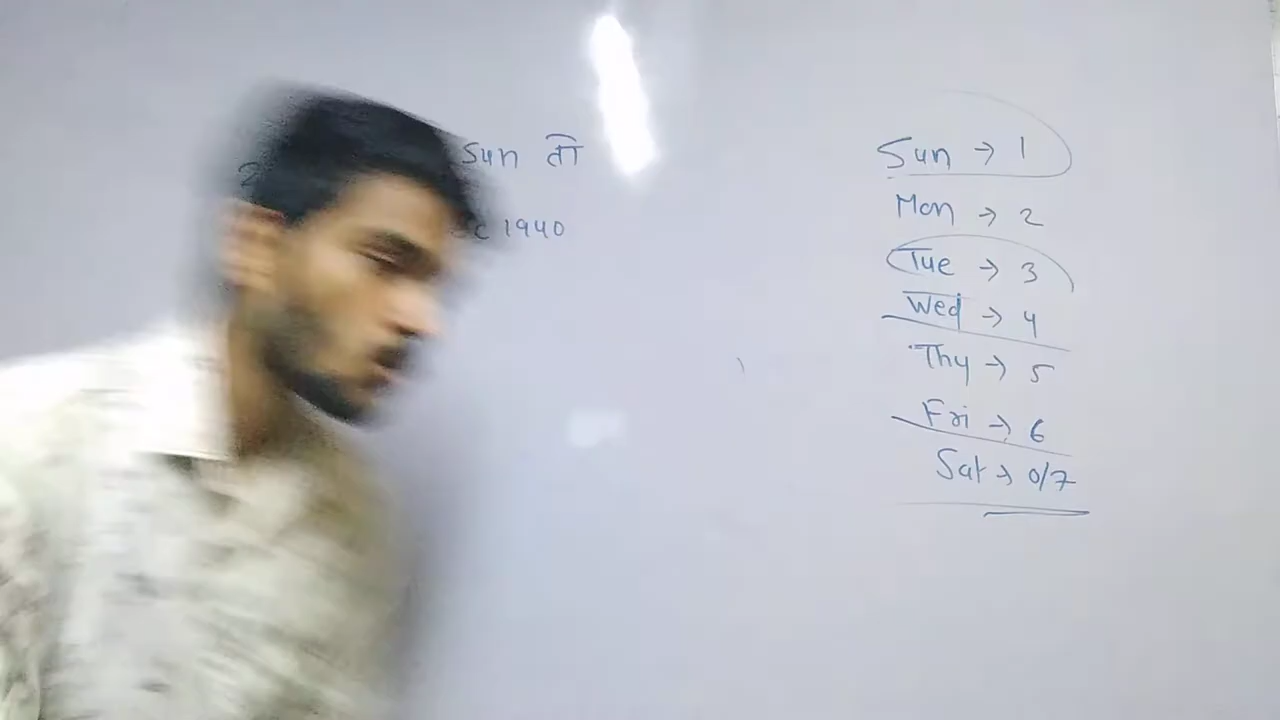 Sun तो
1940
Sun → 1
Mon → 2
Tue → 3
Wed → 4
Thu → 5
Fri → 6
Sat → 0/7